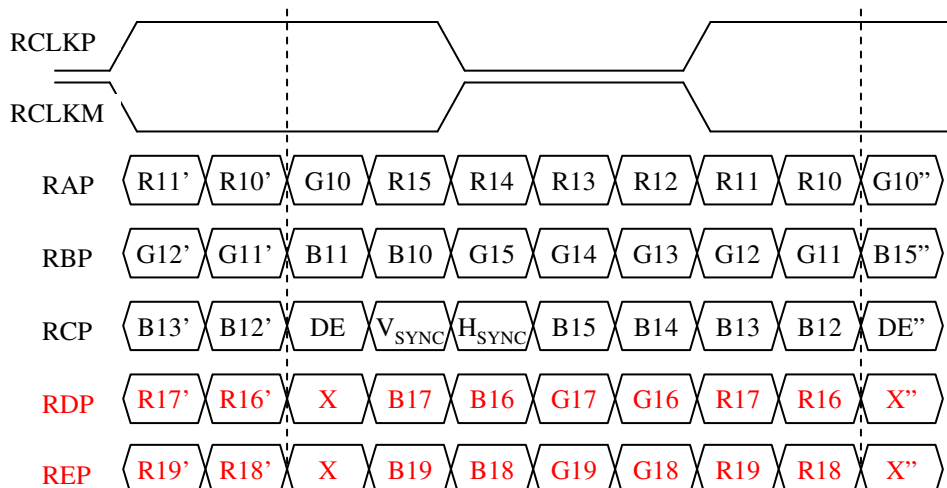 RCLKP
RCLKM
RAP R11’ R10’ G10 R15 R14 R13 R12 R11 R10 G10”
RBP G12’ G11’ B11 B10 G15 G14 G13 G12 G11 B15”
RCP B13’ B12’ DE VSYNC HSYNC B15 B14 B13 B12 DE”
RDP R17’ R16’ X B17 B16 G17 G16 R17 R16 X”
REP R19’ R18’ X B19 B18 G19 G18 R19 R18 X”